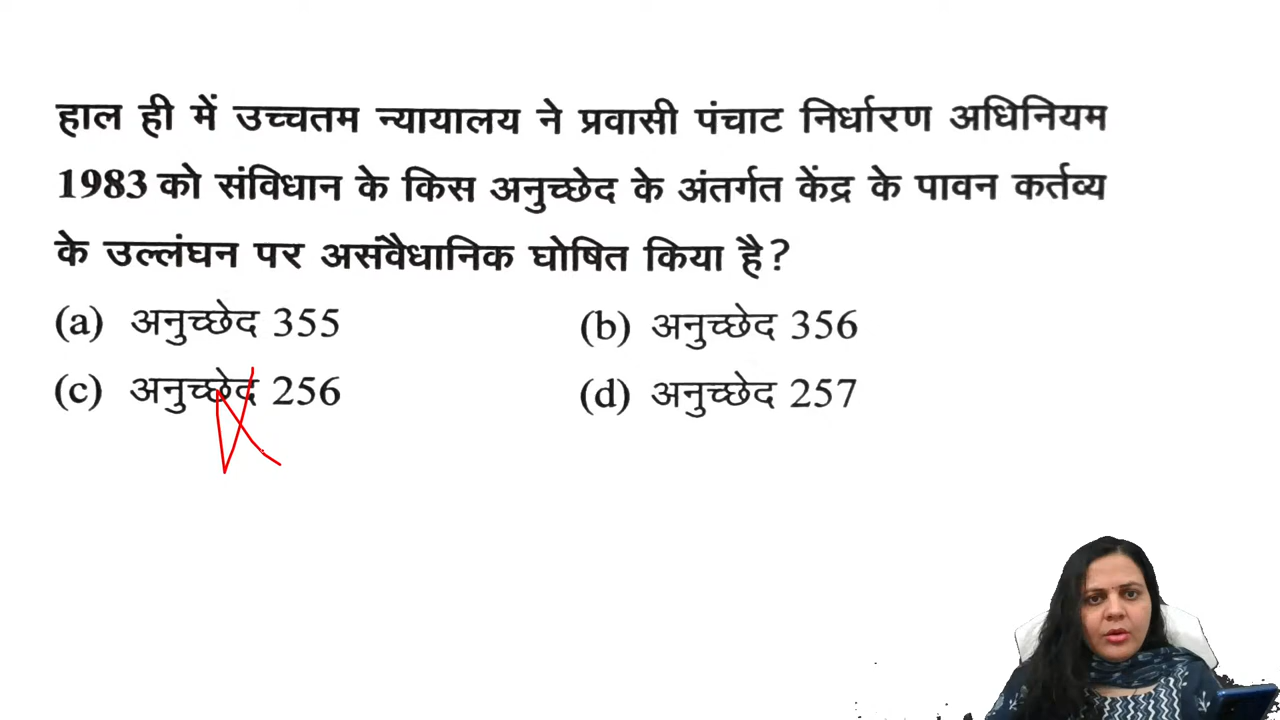 हाल ही में उच्चतम न्यायालय ने प्रवासी पंचाट निर्धारण अधिनियम
1983 को संविधान के किस अनुच्छेद के अंतर्गत केंद्र के पावन कर्तव्य
के उल्लंघन पर असंवैधानिक घोषित किया है?
(a) अनुच्छेद 355 (b) अनुच्छेद 356
(c) अनुच्छेद 256 (d) अनुच्छेद 257